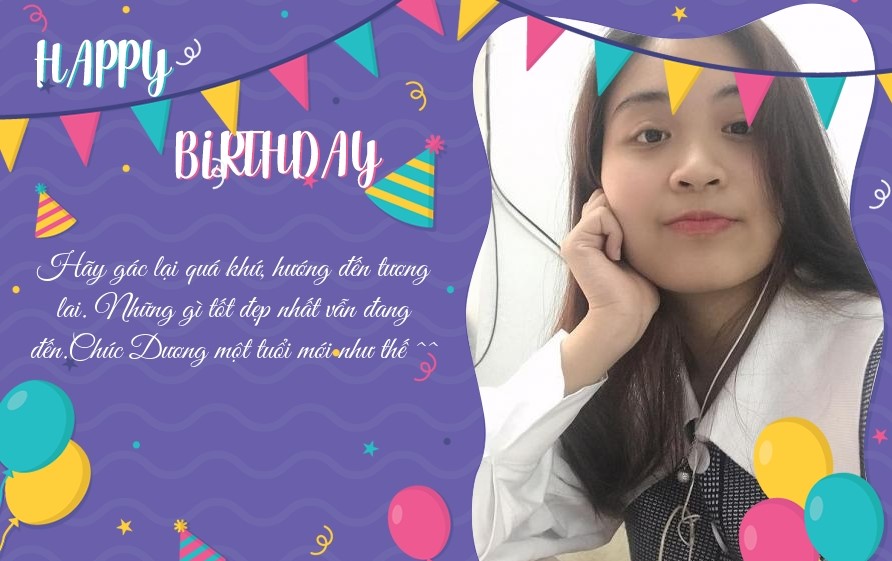 HAPPY
BiRTHDAY
Hãy gác lại quá khứ, hướng đến tương
lai. Những gì tốt đẹp nhất vẫn đang
đến.Chúc Dương một tuổi mới như thế ^^